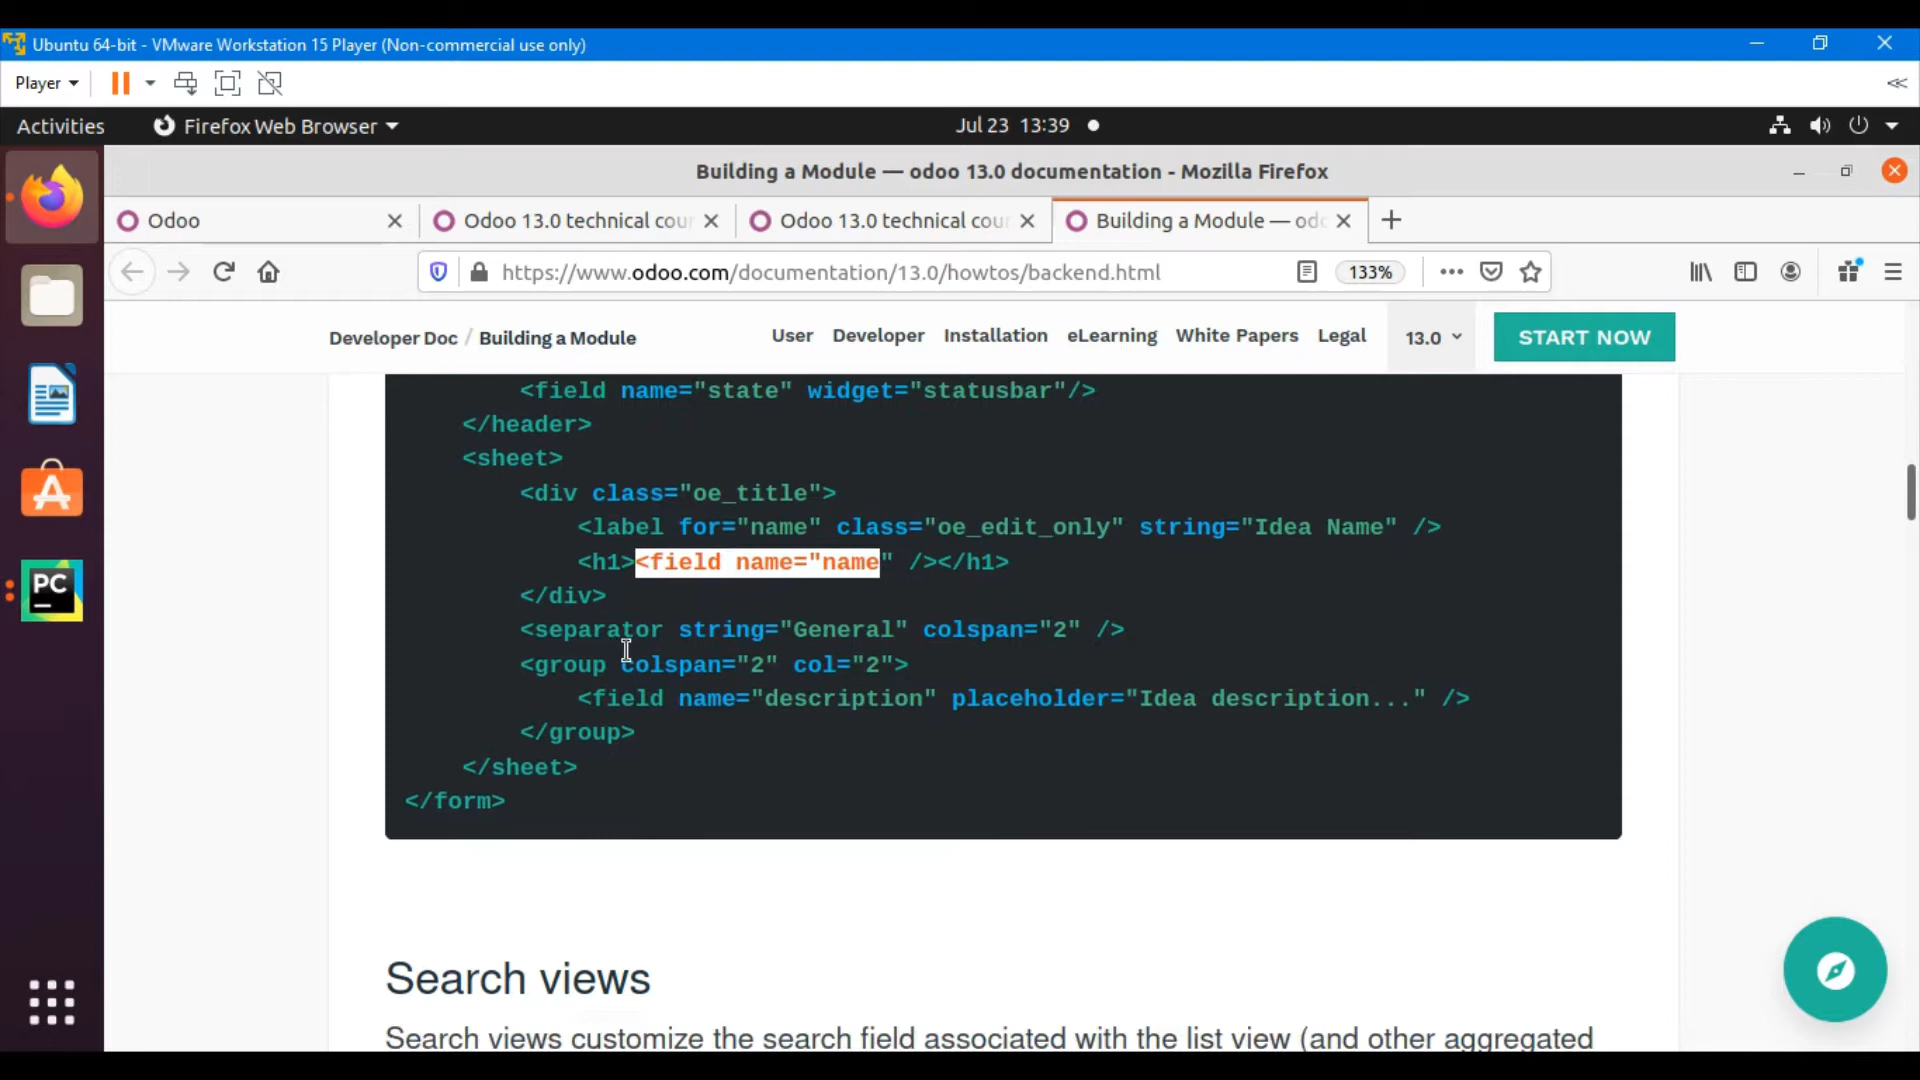 Ubuntu 64-bit - VMware Workstation 15 Player (Non-commercial use only)
Player
Activities
Firefox Web Browser
Jul 23 13:39
Building a Module — odoo 13.0 documentation - Mozilla Firefox
Odoo
Odoo 13.0 technical cour
Odoo 13.0 technical cour
Building a Module — odo
https://www.odoo.com/documentation/13.0/howtos/backend.html
133%
Developer Doc / Building a Module
User
Developer
Installation
eLearning
White Papers
Legal
13.0
START NOW
<field name="state" widget="statusbar"/>
</header>
<sheet>
<div class="oe_title">
<label for="name" class="oe_edit_only" string="Idea Name" />
<h1><field name="name" /></h1>
</div>
<separator string="General" colspan="2" />
<group colspan="2" col="2">
<field name="description" placeholder="Idea description..." />
</group>
</sheet>
</form>
PC
Search views
Search views customize the search field associated with the list view (and other aggregated